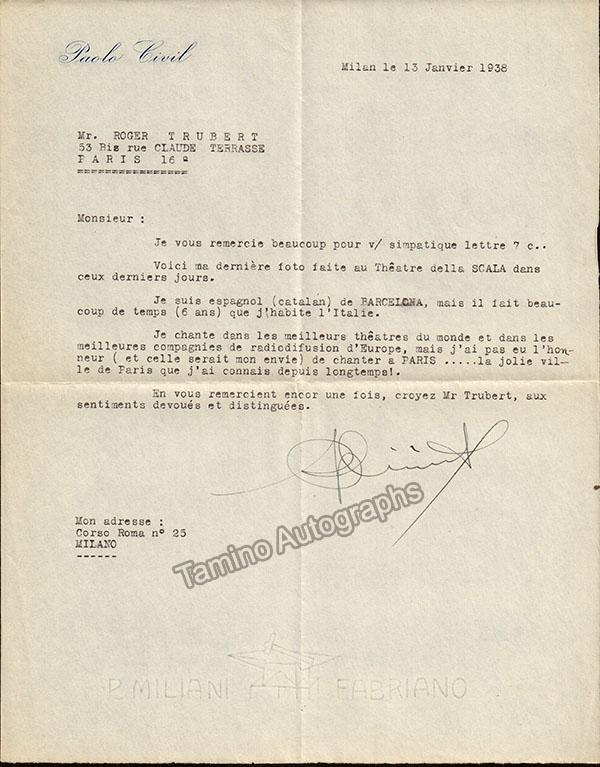 Paolo Civil
Milan le 13 Janvier 1938
Mr. ROGER T R U B E R T
53 Bis rue CLAUDE TERRASSE
P A R I S 16 ª
================
Monsieur :
Je vous remercie beaucoup pour v/ simpatique lettre 7 c..
Voici ma dernière foto faite au Thêatre della SCALA dans
ceux derniers jours.
Je suis espagnol (catalan) de BARCELONA, mais il fait beau-
coup de temps (6 ans) que j'habite l'Italie.
Je chante dans les meilleurs thêatres du monde et dans les
meilleures compagnies de radiodifusion d'Europe, mais j'ai pas eu l'hon-
neur ( et celle serait mon envie) de chanter a PARIS .....la jolie vil-
le de Paris que j'ai connais depuis longtemps!.
En vous remercient encor une fois, croyez Mr Trubert, aux
sentiments devoués et distinguées.
Mon adresse :
Corso Roma n° 25
MILANO
------
Tamino Autographs
P. MILIANI FABRIANO